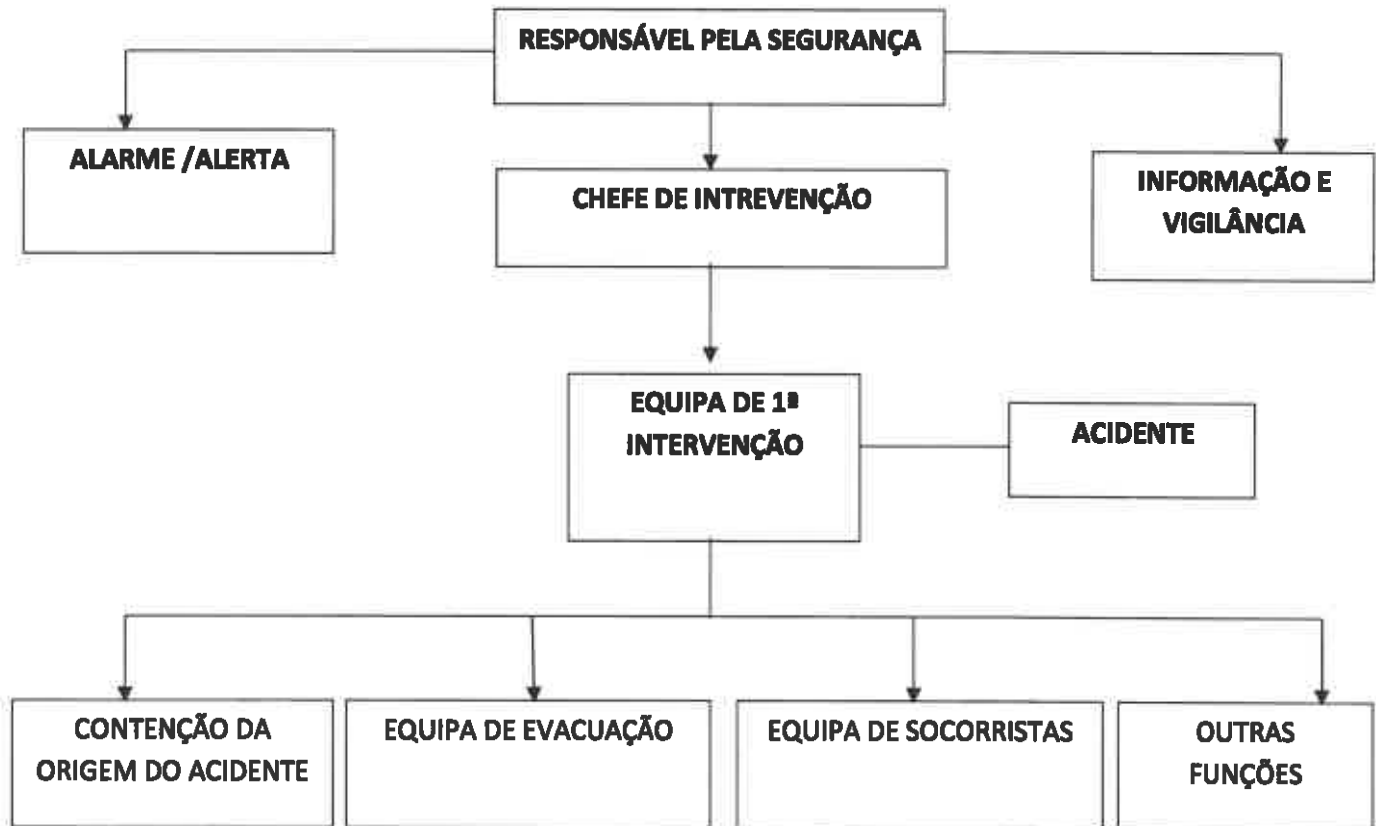 RESPONSÁVEL PELA SEGURANÇA
ALARME /ALERTA
CHEFE DE INTREVENÇÃO
INFORMAÇÃO E
VIGILÂNCIA
EQUIPA DE 1ª
INTERVENÇÃO
ACIDENTE
CONTENÇÃO DA
ORIGEM DO ACIDENTE
EQUIPA DE EVACUAÇÃO
EQUIPA DE SOCORRISTAS
OUTRAS
FUNÇÕES